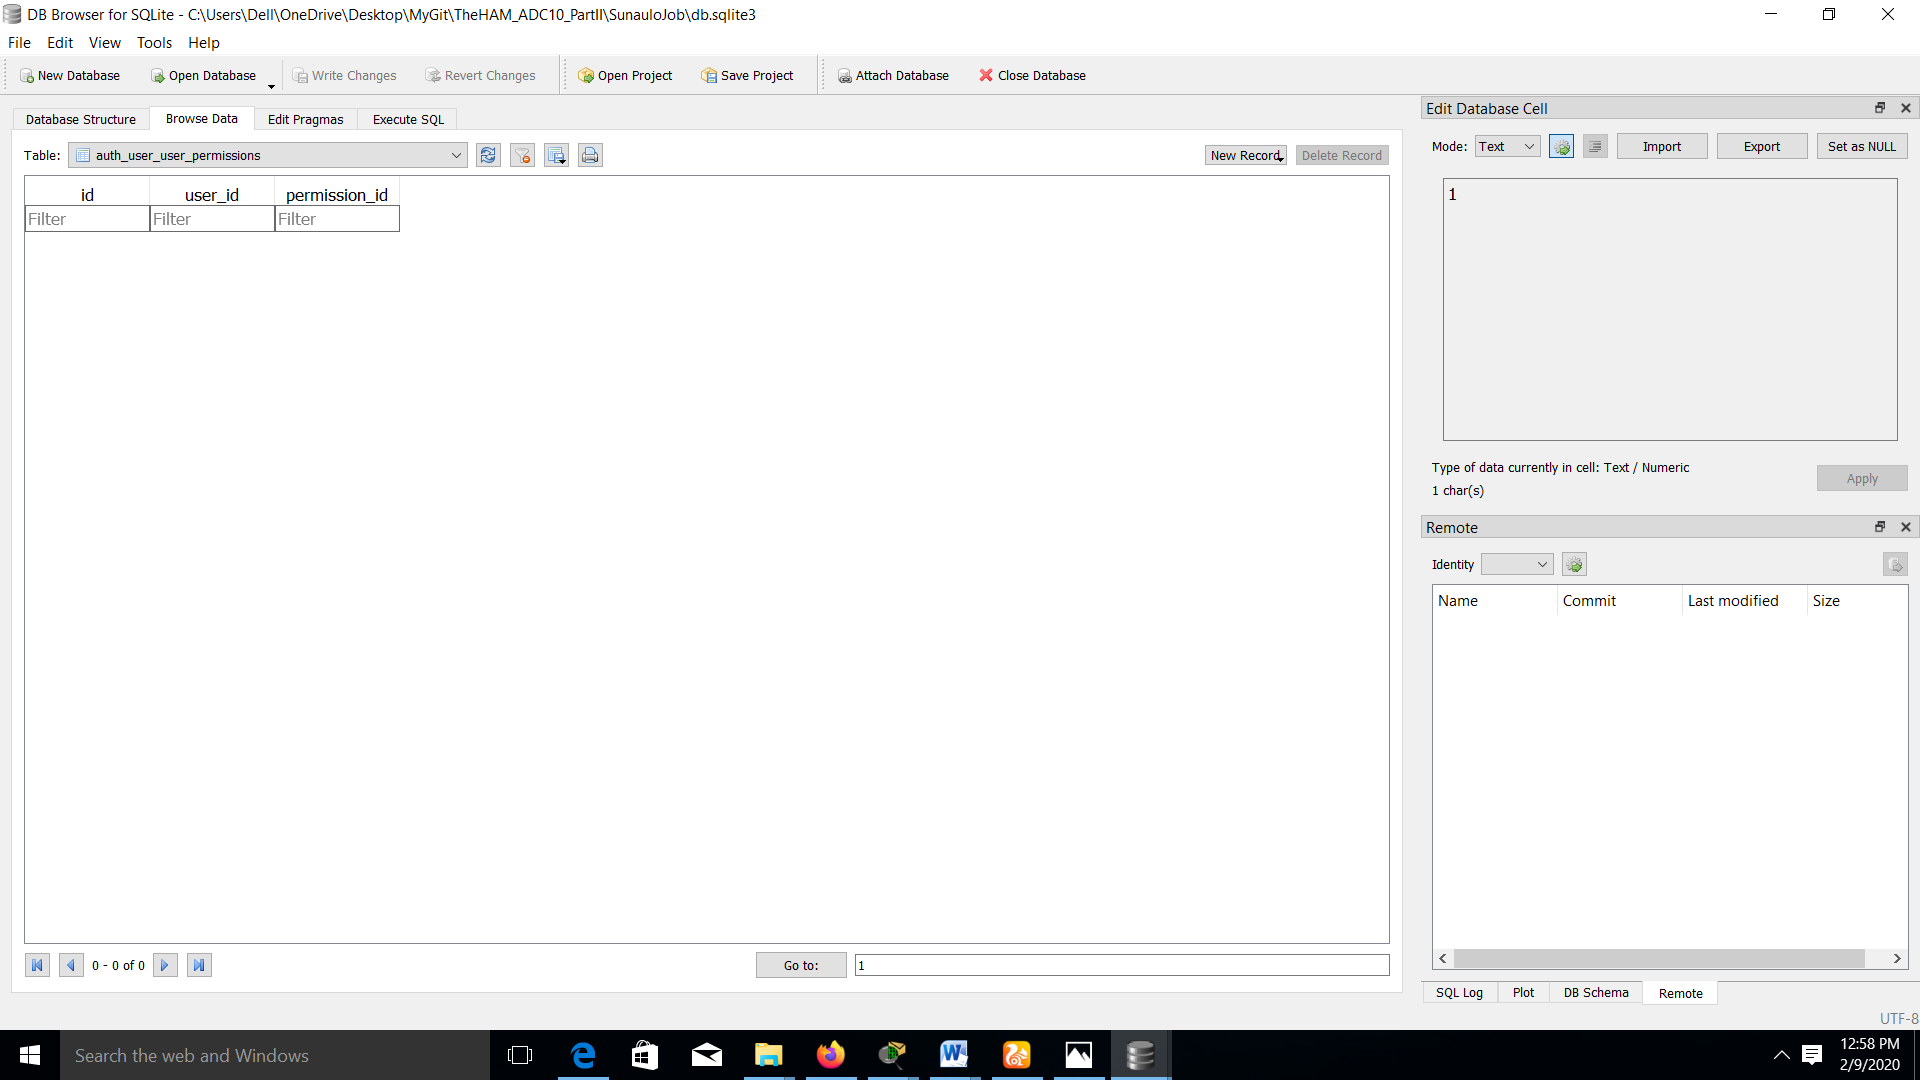 DB Browser for SQLite - C:\Users\Dell\OneDrive\Desktop\MyGit\TheHAM_ADC10_PartII\SunauloJob\db.sqlite3
File Edit View Tools Help
New Database Open Database Write Changes Revert Changes Open Project Save Project Attach Database Close Database
Database Structure Browse Data Edit Pragmas Execute SQL
Table: auth_user_user_permissions New Record Delete Record
id user_id permission_id
Filter Filter Filter
0 - 0 of 0 Go to: 1
Edit Database Cell
Mode: Text Import Export Set as NULL
1
Type of data currently in cell: Text / Numeric
1 char(s)
Apply
Remote
Identity
Name Commit Last modified Size
SQL Log Plot DB Schema Remote
UTF-8
Search the web and Windows
12:58 PM
2/9/2020